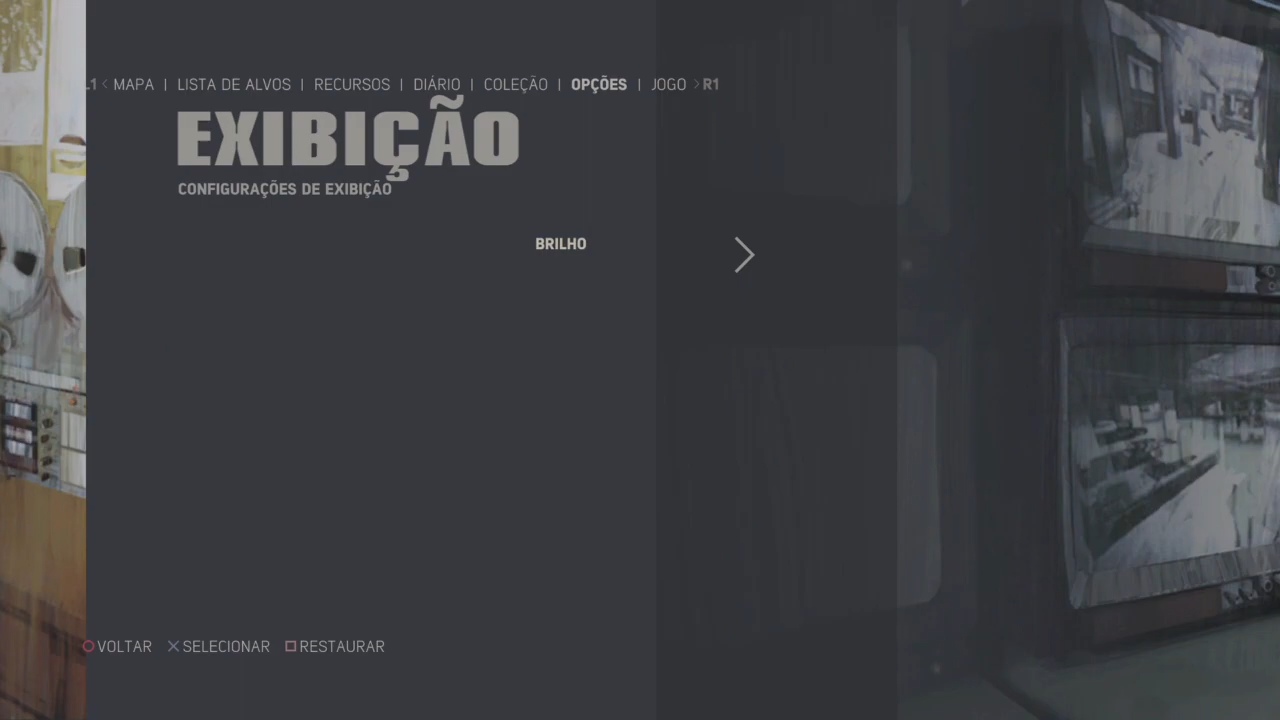 L1 < MAPA | LISTA DE ALVOS | RECURSOS | DIÁRIO | COLEÇÃO | OPÇÕES | JOGO > R1
EXIBIÇÃO
CONFIGURAÇÕES DE EXIBIÇÃO
BRILHO
VOLTAR SELECIONAR RESTAURAR